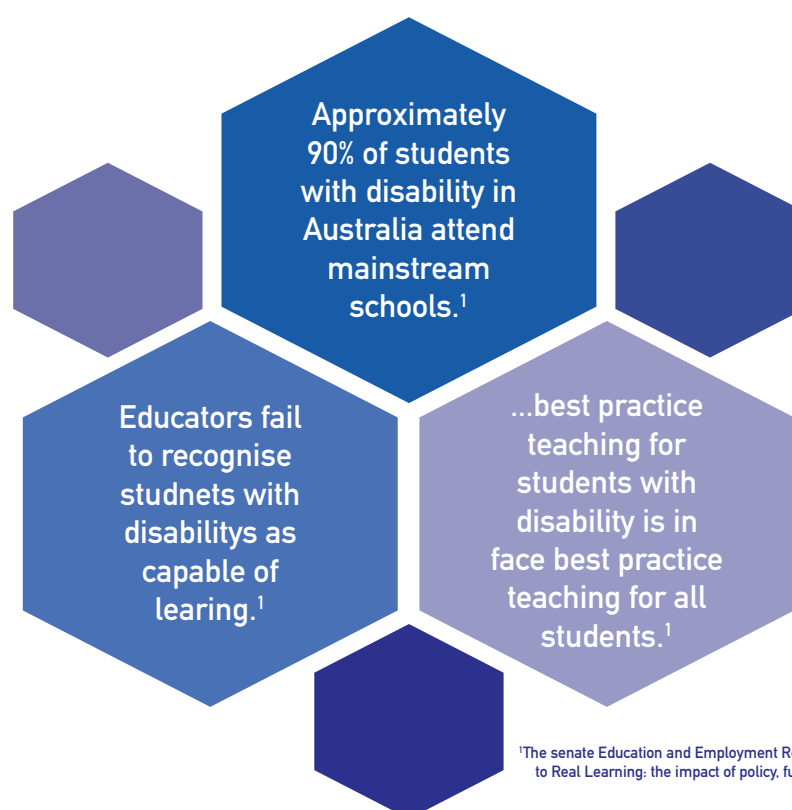 Approximately
90% of students
with disability in
Australia attend
mainstream
schools.¹
Educators fail
to recognise
studnets with
disabilitys as
capable of
learing.¹
...best practice
teaching for
students with
disability is in
face best practice
teaching for all
students.¹
¹The senate Education and Employment
to Real Learning: the impact of policy,